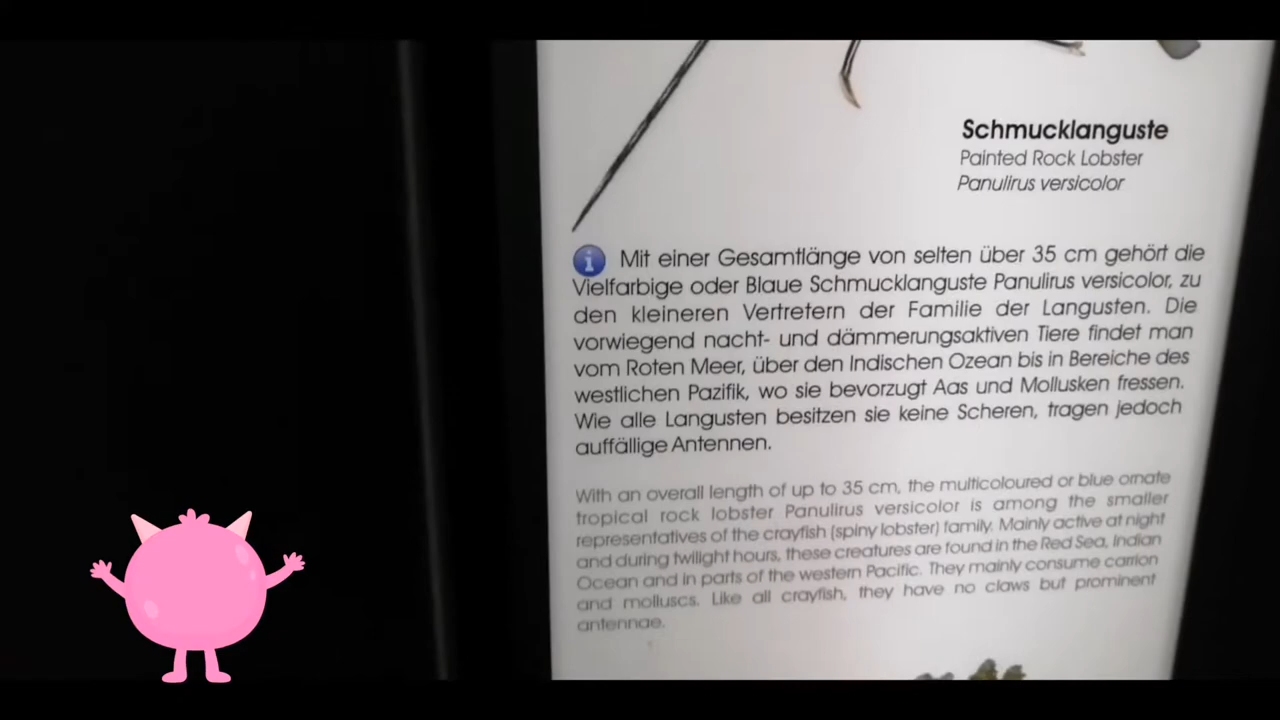 Schmucklanguste
Painted Rock Lobster
Panulirus versicolor
i Mit einer Gesamtlänge von selten über 35 cm gehört die
Vielfarbige oder Blaue Schmucklanguste Panulirus versicolor, zu
den kleineren Vertretern der Familie der Langusten. Die
vorwiegend nacht- und dämmerungsaktiven Tiere findet man
vom Roten Meer, über den Indischen Ozean bis in Bereiche des
westlichen Pazifik, wo sie bevorzugt Aas und Mollusken fressen.
Wie alle Langusten besitzen sie keine Scheren, tragen jedoch
auffällige Antennen.
With an overall length of up to 35 cm, the multicoloured or blue ornate
tropical rock lobster Panulirus versicolor is among the smaller
representatives of the crayfish (spiny lobster) family. Mainly active at night
and during twilight hours, these creatures are found in the Red Sea, Indian
Ocean and in parts of the western Pacific. They mainly consume carrion
and molluscs. Like all crayfish, they have no claws but prominent
antennae.